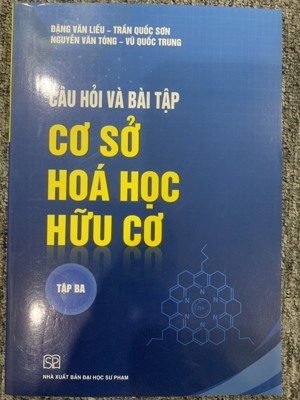 ĐẶNG VĂN LIẾU - TRẦN QUỐC SƠN
NGUYỄN VĂN TÒNG - VŨ QUỐC TRUNG
CÂU HỎI VÀ BÀI TẬP
CƠ SỞ
HOÁ HỌC
HỮU CƠ
TẬP BA
NHÀ XUẤT BẢN ĐẠI HỌC SƯ PHẠM